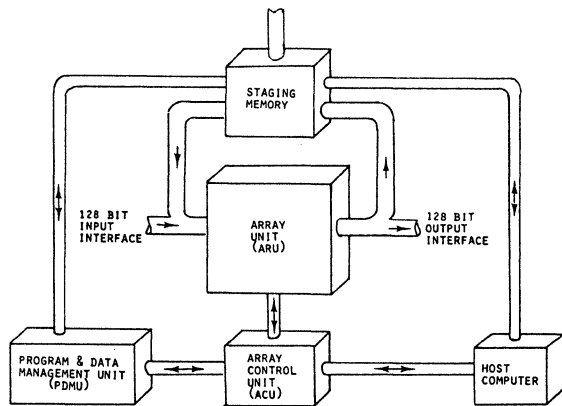 STAGING
MEMORY
128 BIT
INPUT
INTERFACE
ARRAY
UNIT
(ARU)
128 BIT
OUTPUT
INTERFACE
PROGRAM & DATA
MANAGEMENT UNIT
(PDMU)
ARRAY
CONTROL
UNIT
(ACU)
HOST
COMPUTER